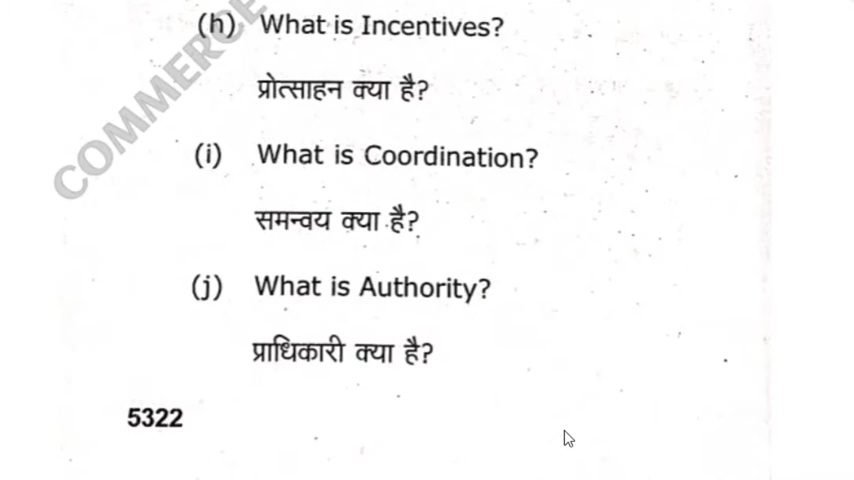 (h) What is Incentives?
प्रोत्साहन क्या है?
(i) What is Coordination?
समन्वय क्या है?
(j) What is Authority?
प्राधिकारी क्या है?
5322
COMMERCE